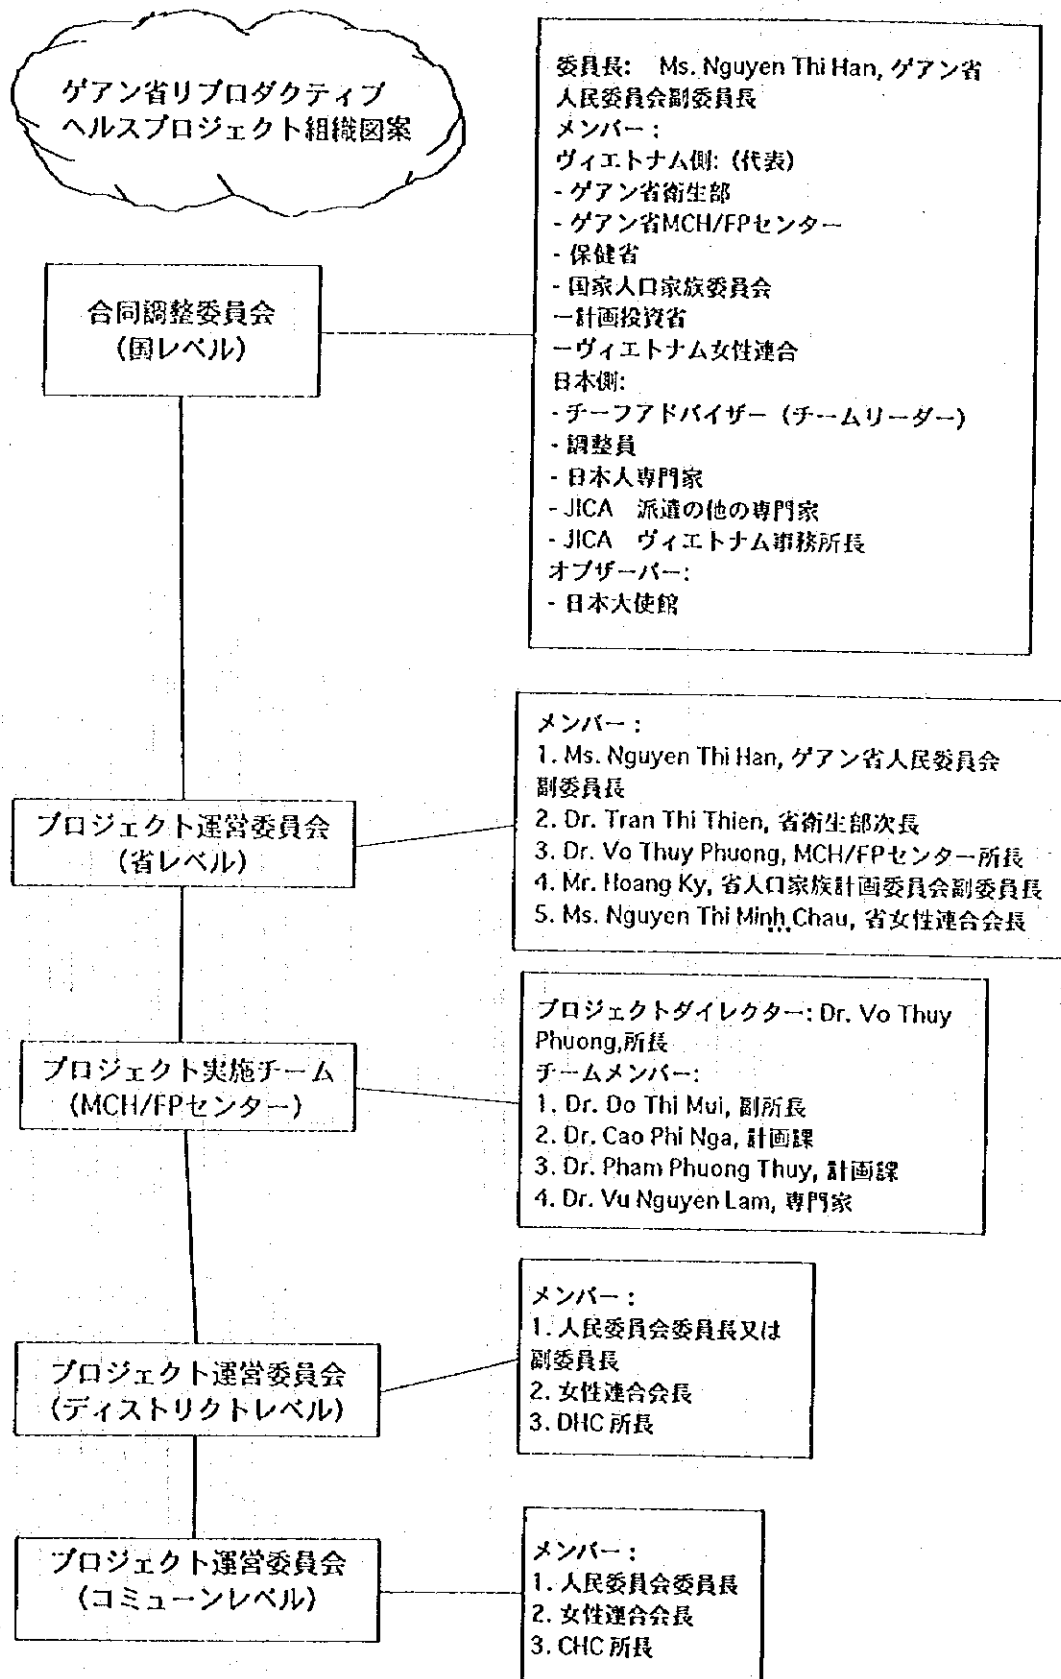 ゲアン省リプロダクティブ
ヘルスプロジェクト組織図案
委員長: Ms. Nguyen Thi Han, ゲアン省
人民委員会副委員長
メンバー:
ヴィエトナム側: (代表)
- ゲアン省衛生部
- ゲアン省MCH/FPセンター
- 保健省
- 国家人口家族委員会
ー計画投資省
ーヴィエトナム女性連合
日本側:
- チーフアドバイザー (チームリーダー)
- 調整員
- 日本人専門家
- JICA 派遣の他の専門家
- JICA ヴィエトナム事務所長
オブザーバー:
- 日本大使館
合同調整委員会
(国レベル)
メンバー:
1. Ms. Nguyen Thi Han, ゲアン省人民委員会
副委員長
2. Dr. Tran Thi Thien, 省衛生部次長
3. Dr. Vo Thuy Phuong, MCH/FPセンター所長
4. Mr. Hoang Ky, 省人口家族計画委員会副委員長
5. Ms. Nguyen Thi Minh Chau, 省女性連合会長
プロジェクト運営委員会
(省レベル)
プロジェクトダイレクター: Dr. Vo Thuy
Phuong,所長
チームメンバー:
1. Dr. Do Thi Mui, 副所長
2. Dr. Cao Phi Nga, 計画課
3. Dr. Pham Phuong Thuy, 計画課
4. Dr. Vu Nguyen Lam, 専門家
プロジェクト実施チーム
(MCH/FPセンター)
メンバー:
1. 人民委員会委員長又は
副委員長
2. 女性連合会長
3. DHC 所長
プロジェクト運営委員会
(ディストリクトレベル)
メンバー:
1. 人民委員会委員長
2. 女性連合会長
3. CHC 所長
プロジェクト運営委員会
(コミューンレベル)